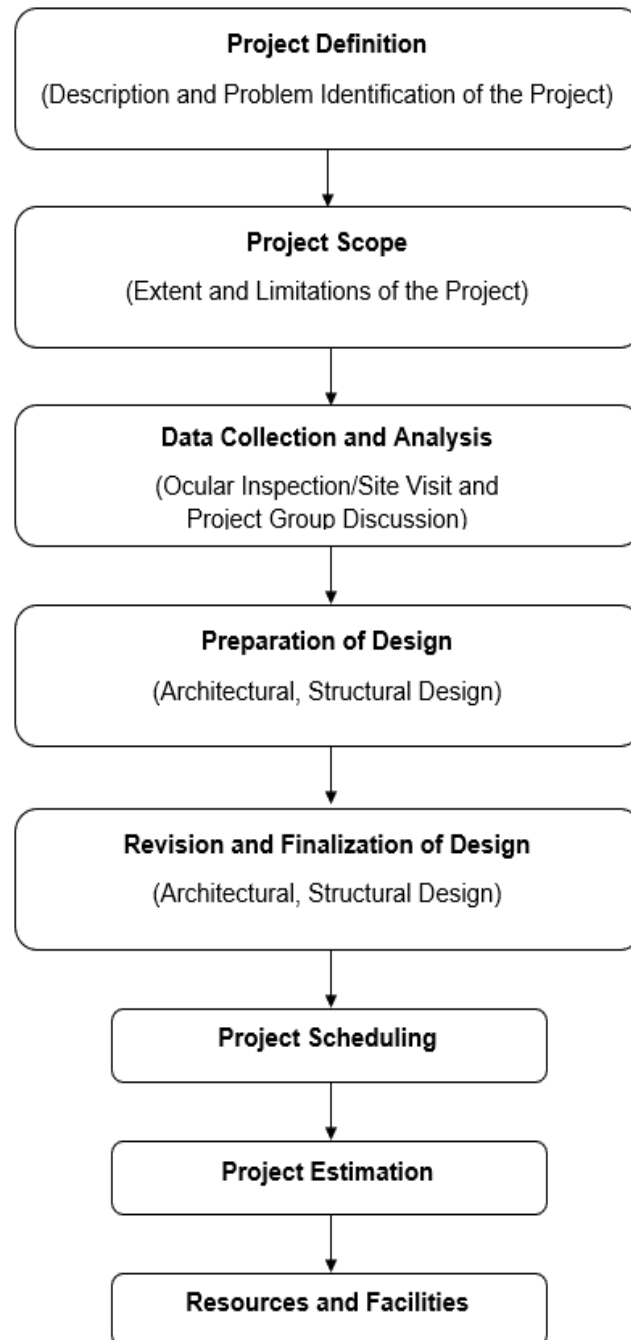 Project Definition
(Description and Problem Identification of the Project)
Project Scope
(Extent and Limitations of the Project)
Data Collection and Analysis
(Ocular Inspection/Site Visit and
Project Group Discussion)
Preparation of Design
(Architectural, Structural Design)
Revision and Finalization of Design
(Architectural, Structural Design)
Project Scheduling
Project Estimation
Resources and Facilities